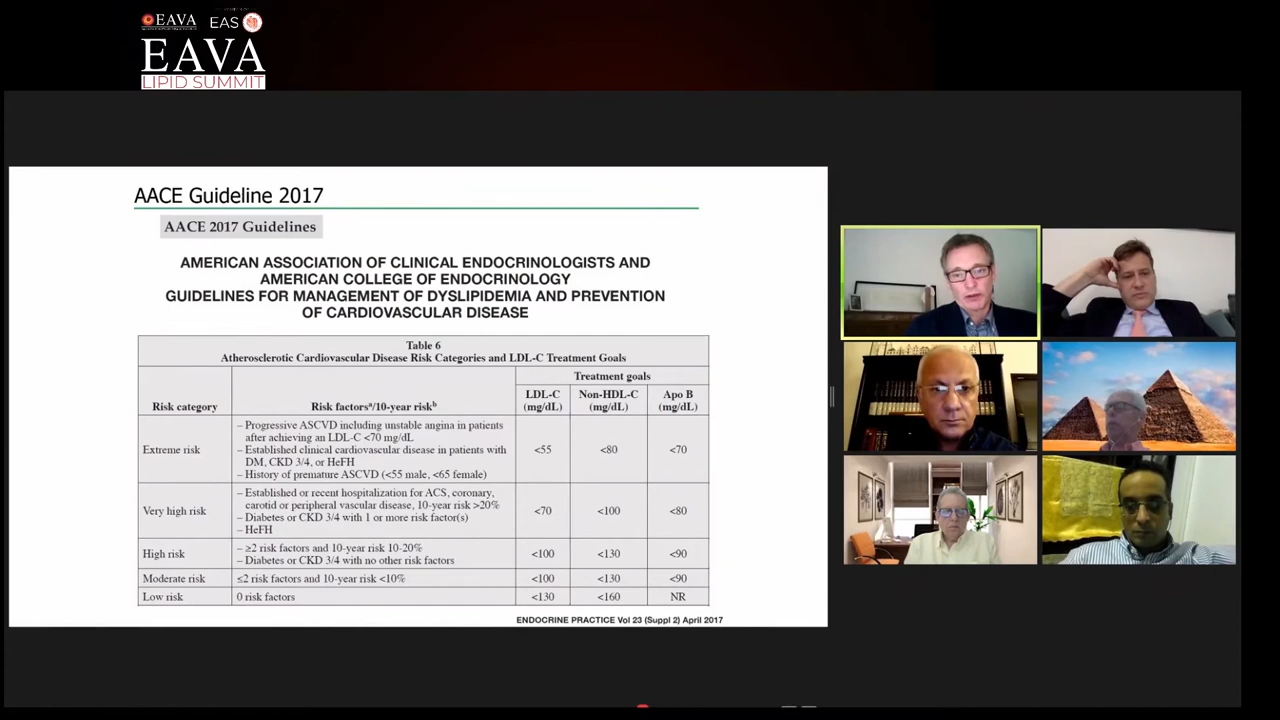 EAVA
EAS
EAVA
LIPID SUMMIT
AACE Guideline 2017
AACE 2017 Guidelines
AMERICAN ASSOCIATION OF CLINICAL ENDOCRINOLOGISTS AND
AMERICAN COLLEGE OF ENDOCRINOLOGY
GUIDELINES FOR MANAGEMENT OF DYSLIPIDEMIA AND PREVENTION
OF CARDIOVASCULAR DISEASE
Table 6
Atherosclerotic Cardiovascular Disease Risk Categories and LDL-C Treatment Goals
Treatment goals
Risk category Risk factorsᵃ/10-year riskᵇ LDL-C (mg/dL) Non-HDL-C (mg/dL) Apo B (mg/dL)
Extreme risk
– Progressive ASCVD including unstable angina in patients
after achieving an LDL-C <70 mg/dL
– Established clinical cardiovascular disease in patients with
DM, CKD 3/4, or HeFH
– History of premature ASCVD (<55 male, <65 female)
<55 <80 <70
Very high risk
– Established or recent hospitalization for ACS, coronary,
carotid or peripheral vascular disease, 10-year risk >20%
– Diabetes or CKD 3/4 with 1 or more risk factor(s)
– HeFH
<70 <100 <80
High risk
– ≥2 risk factors and 10-year risk 10-20%
– Diabetes or CKD 3/4 with no other risk factors
<100 <130 <90
Moderate risk ≤2 risk factors and 10-year risk <10% <100 <130 <90
Low risk 0 risk factors <130 <160 NR
ENDOCRINE PRACTICE Vol 23 (Suppl 2) April 2017